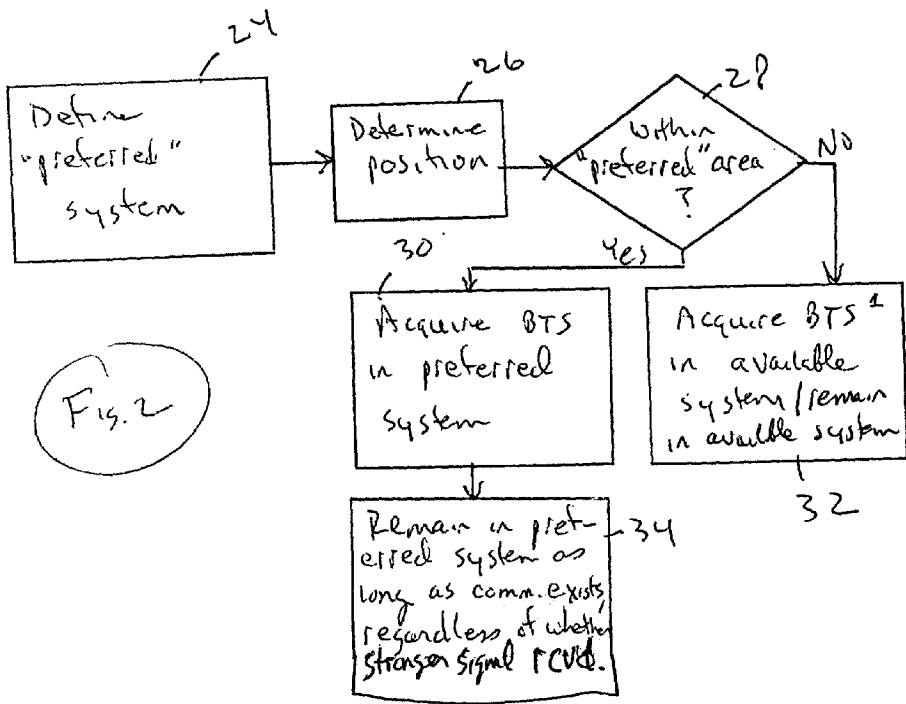 24
Define
"preferred"
system
26
Determine
position
28
within
"preferred" area
?
No
Yes
30
Acquire BTS
in preferred
system
Acquire BTS 1
in available
system/remain
in availble system
32
Remain in pref-
erred system as
long as comm. exists,
regardless of whether
stronger signal rcvd.
34
Fig. 2